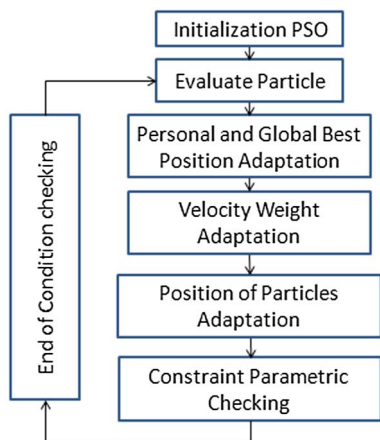 Initialization PSO
Evaluate Particle
Personal and Global Best
Position Adaptation
Velocity Weight
Adaptation
Position of Particles
Adaptation
Constraint Parametric
Checking
End of Condition checking